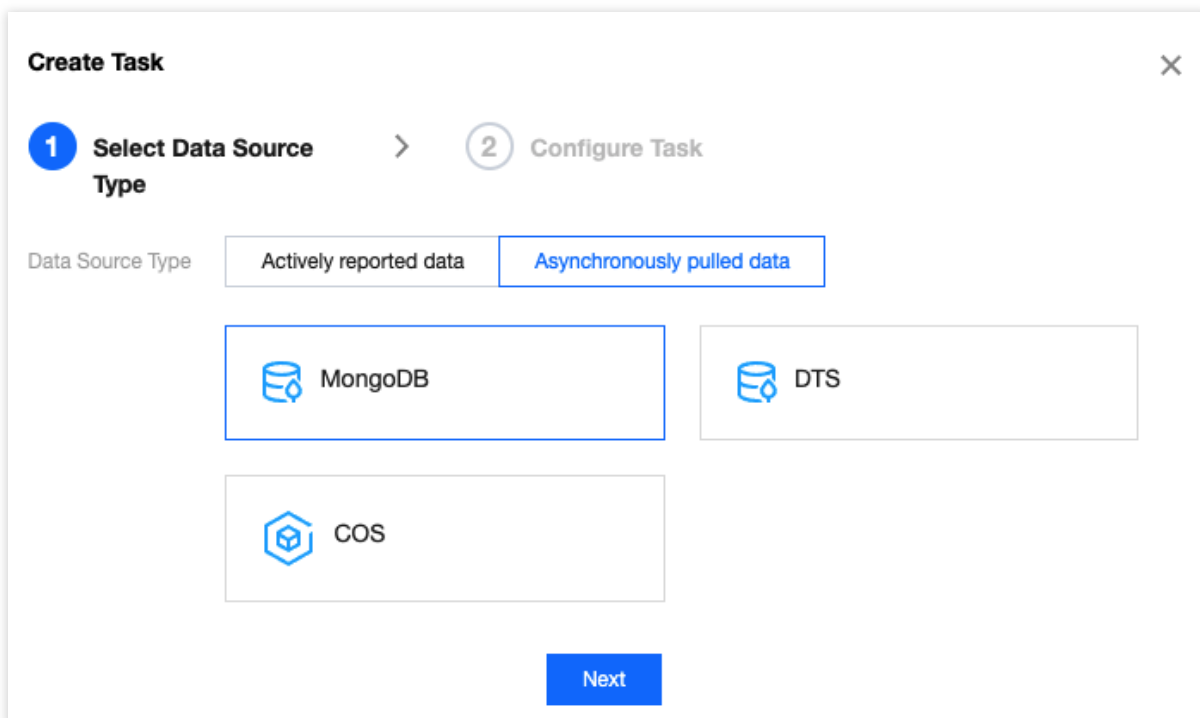 Create Task
1 Select Data Source Type 2 Configure Task
Data Source Type Actively reported data Asynchronously pulled data
MongoDB DTS
COS
Next